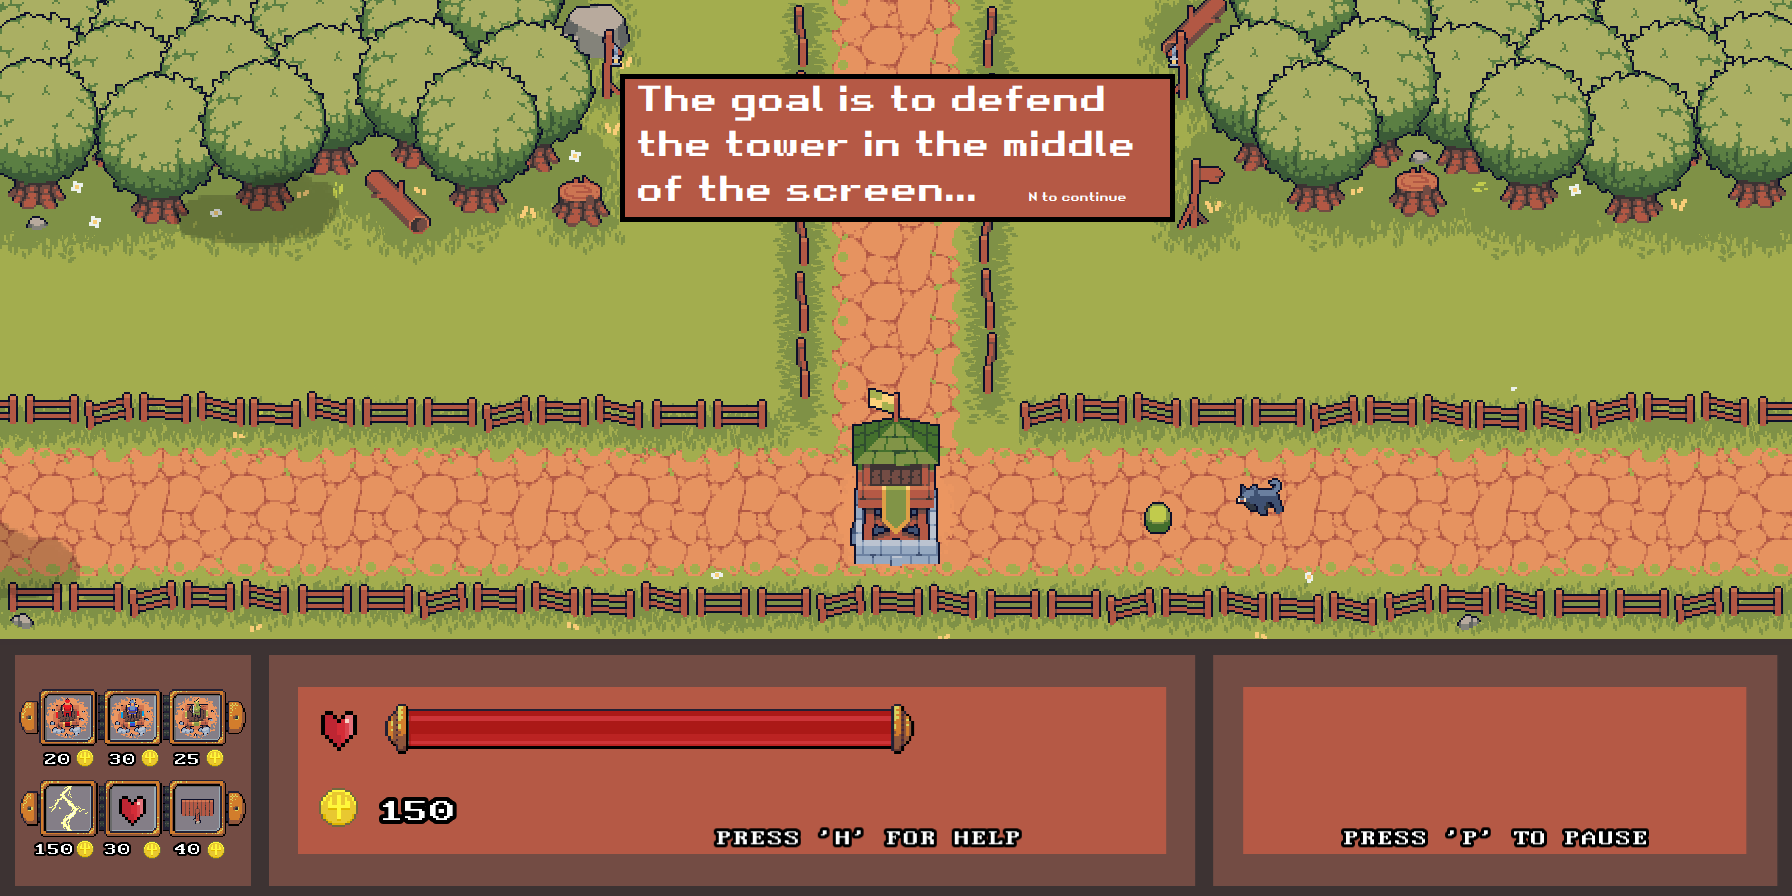 The goal is to defend
the tower in the middle
of the screen...
N to continue
20 30 25
150 30 40
150
PRESS 'H' FOR HELP
PRESS 'P' TO PAUSE